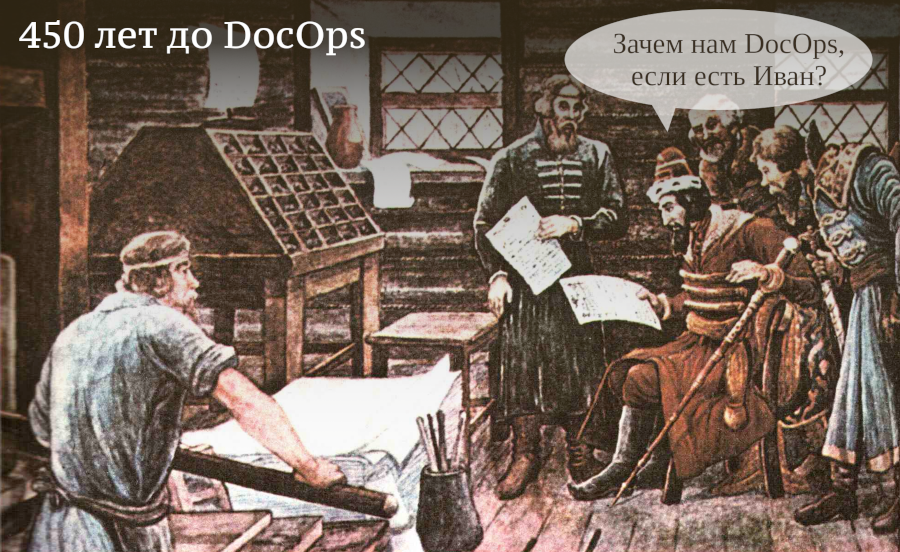 450 лет до DocOps
Зачем нам DocOps,
если есть Иван?